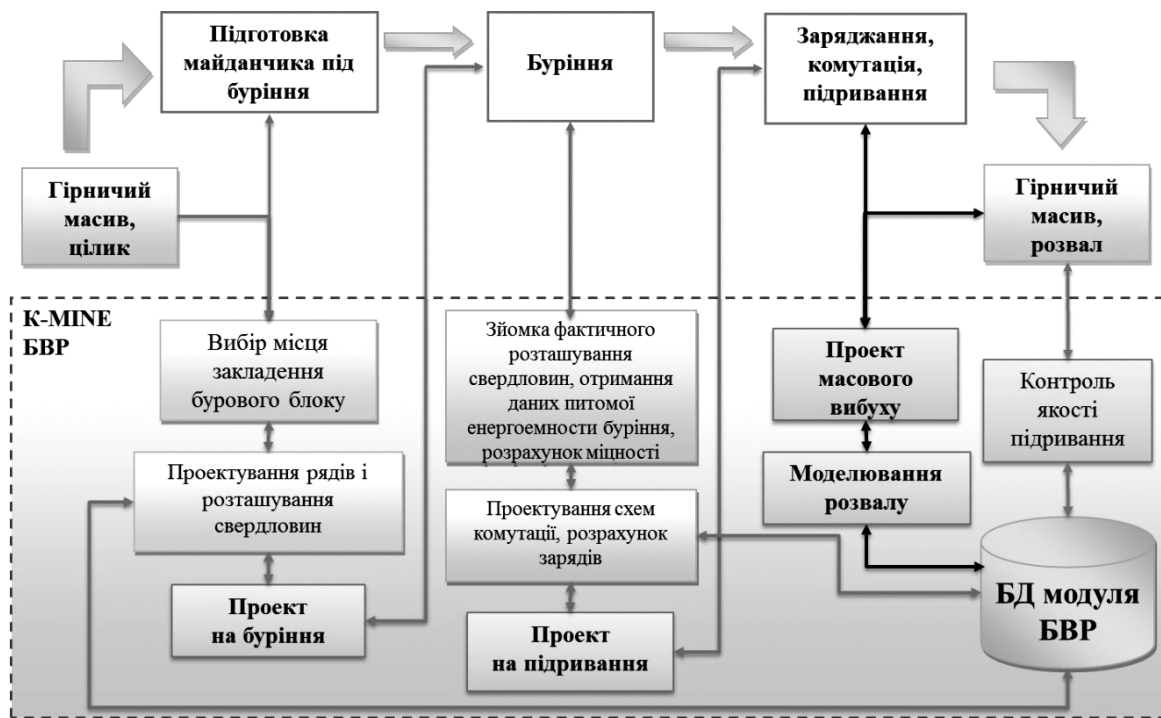 Підготовка
майданчика під
буріння
Буріння
Заряджання,
комутація,
підривання
Гірничий
масив,
цілик
Гірничий
масив,
розвал
К-MINE
БВР
Вибір місця
закладення
бурового блоку
Проектування рядів і
розташування
свердловин
Проект
на буріння
Зйомка фактичного
розташування
свердловин, отримання
даних питомої
енергоемности буріння,
розрахунок міцності
Проектування схем
комутації, розрахунок
зарядів
Проект
на підривання
Проект
масового
вибуху
Моделювання
розвалу
Контроль
якості
підривання
БД модуля
БВР